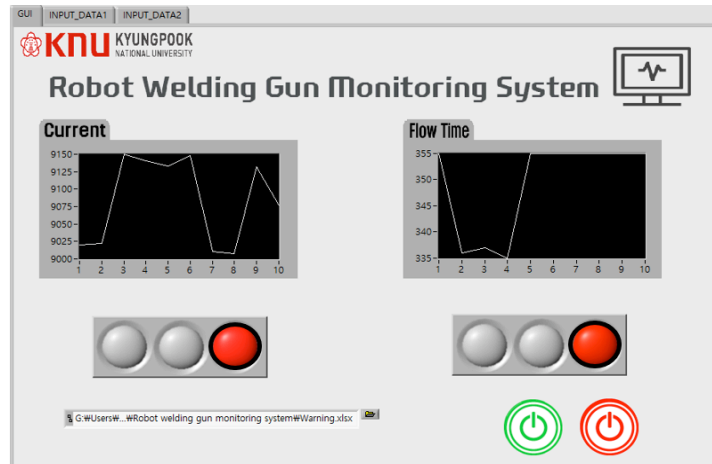 GUI INPUT_DATA1 INPUT_DATA2
KNU KYUNGPOOK
NATIONAL UNIVERSITY
Robot Welding Gun Monitoring System
Current
9150
9125
9100
9075
9050
9025
9000
1 2 3 4 5 6 7 8 9 10
Flow Time
355
350
345
340
335
1 2 3 4 5 6 7 8 9 10
G:₩Users₩...₩Robot welding gun monitoring system₩Warning.xlsx